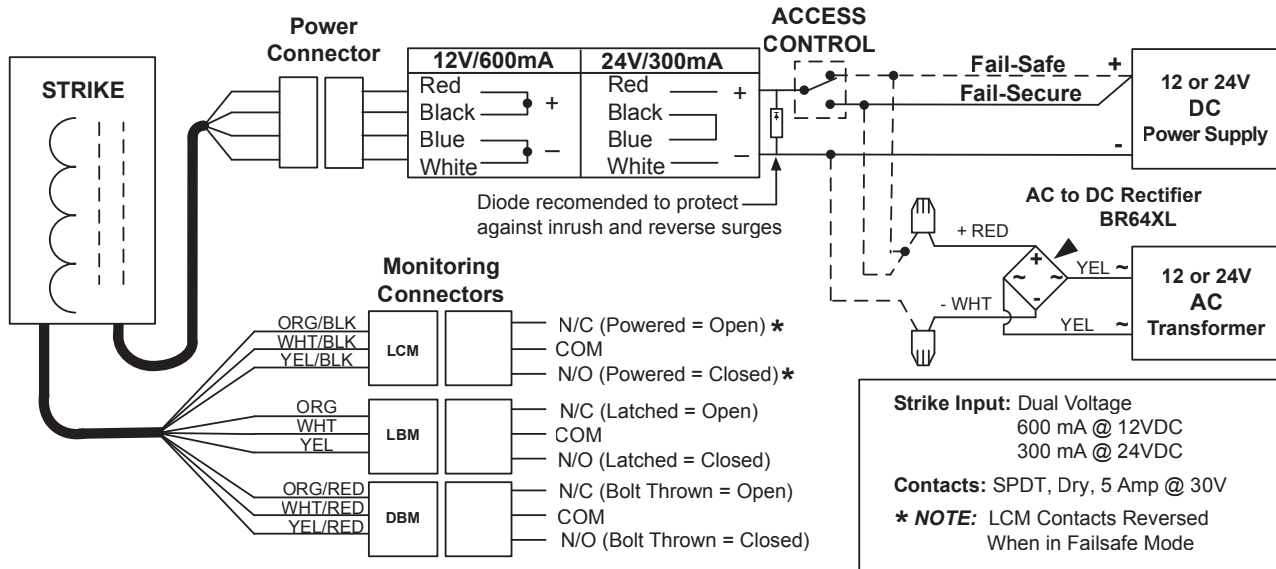 STRIKE
Power
Connector
12V/600mA
Red
Black
Blue
White
+
−
24V/300mA
Red
Black
Blue
White
+
−
ACCESS
CONTROL
Fail-Safe
Fail-Secure
+
-
12 or 24V
DC
Power Supply
Diode recomended to protect
against inrush and reverse surges
AC to DC Rectifier
BR64XL
+ RED
- WHT
+
~
~
-
YEL ~
YEL ~
12 or 24V
AC
Transformer
Monitoring
Connectors
ORG/BLK
WHT/BLK
YEL/BLK
LCM
N/C (Powered = Open) *
COM
N/O (Powered = Closed) *
ORG
WHT
YEL
LBM
N/C (Latched = Open)
COM
N/O (Latched = Closed)
ORG/RED
WHT/RED
YEL/RED
DBM
N/C (Bolt Thrown = Open)
COM
N/O (Bolt Thrown = Closed)
Strike Input: Dual Voltage
600 mA @ 12VDC
300 mA @ 24VDC
Contacts: SPDT, Dry, 5 Amp @ 30V
* NOTE: LCM Contacts Reversed
When in Failsafe Mode